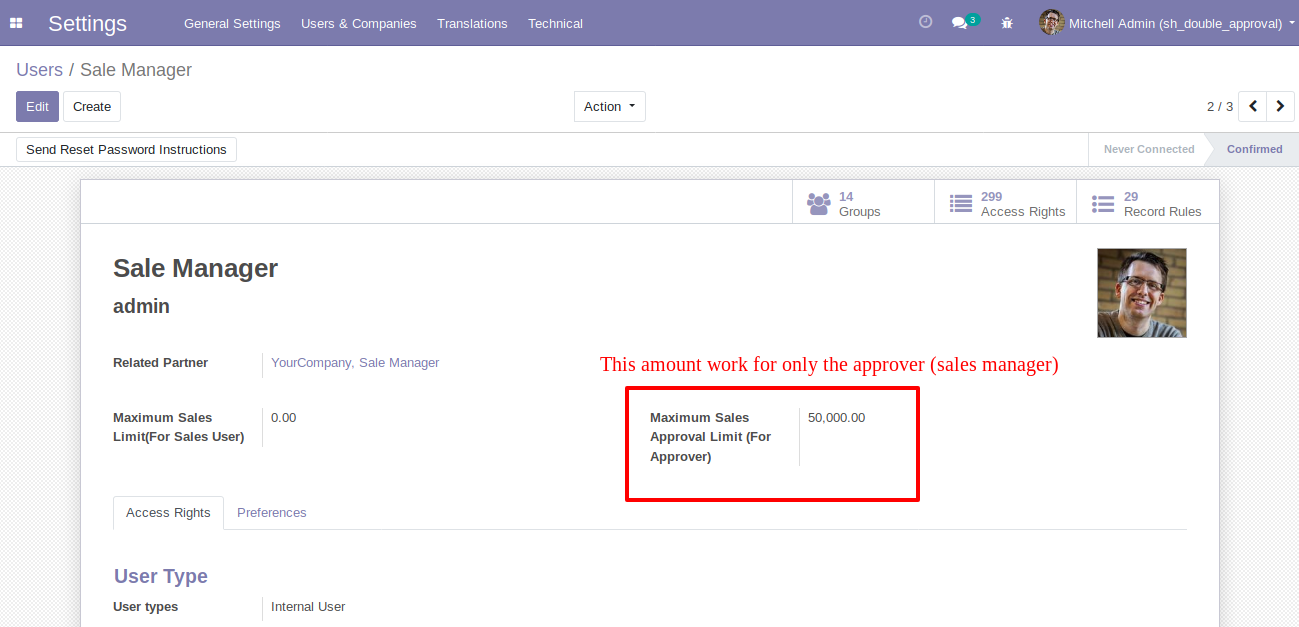 Settings General Settings Users & Companies Translations Technical 3 Mitchell Admin (sh_double_approval)
Users / Sale Manager
Edit Create Action 2 / 3
Send Reset Password Instructions Never Connected Confirmed
14 299 29
Groups Access Rights Record Rules
Sale Manager
admin
Related Partner YourCompany, Sale Manager
This amount work for only the approver (sales manager)
Maximum Sales 0.00
Limit(For Sales User)
Maximum Sales 50,000.00
Approval Limit (For
Approver)
Access Rights Preferences
User Type
User types Internal User